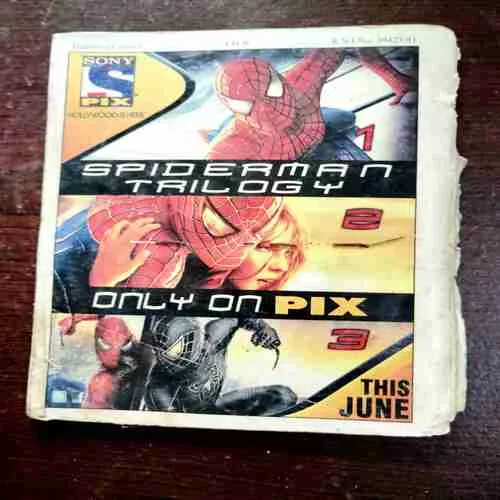 SONY
PIX
HOLLYWOOD IS HERE
1
SPIDERMAN
TRILOGY
2
ONLY ON PIX
3
THIS
JUNE